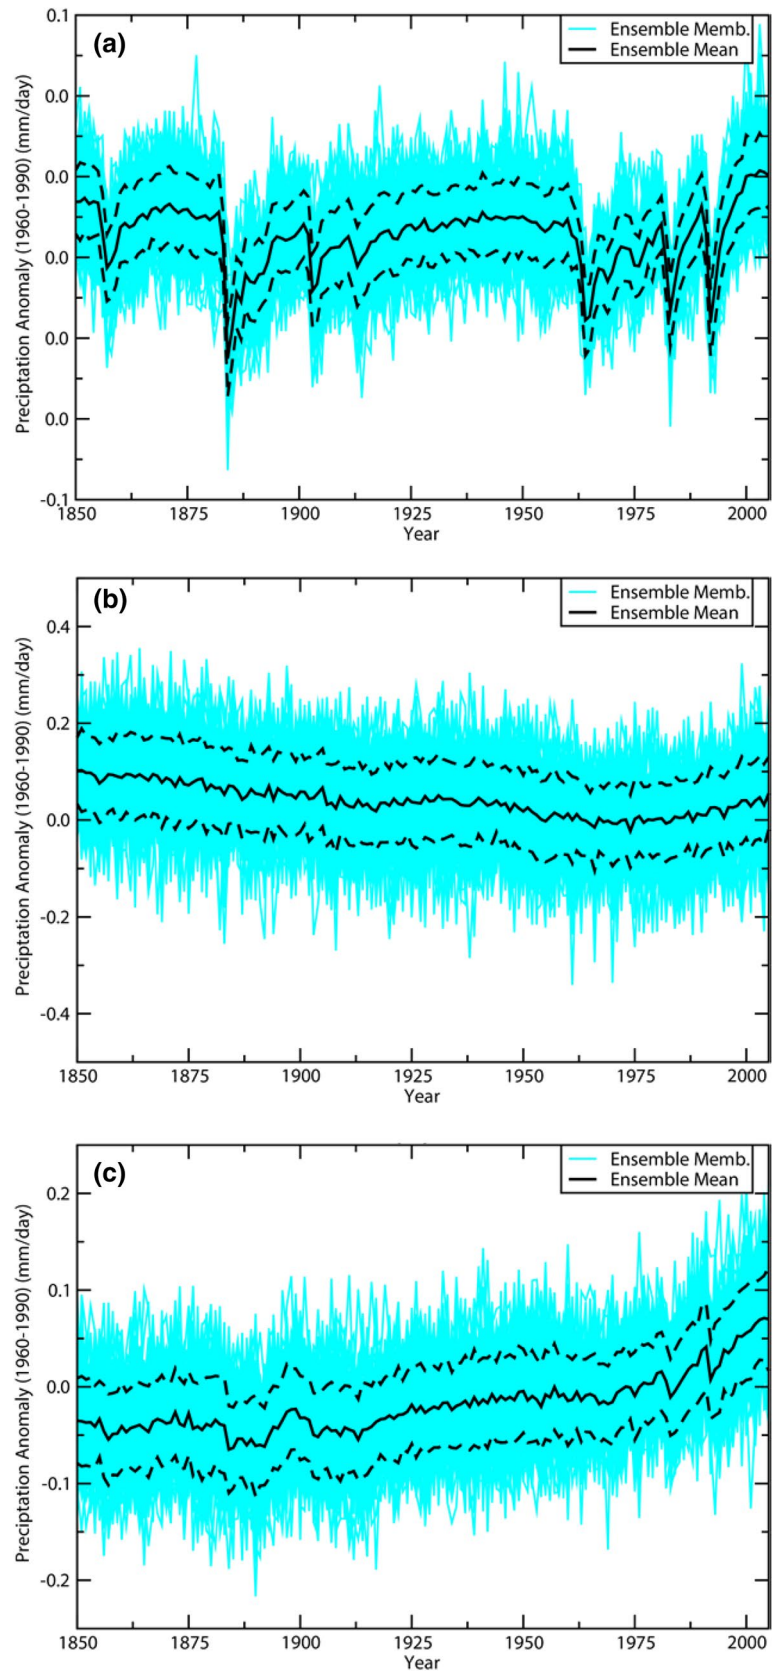 (a)
Ensemble Memb.
Ensemble Mean
Preciptation Anomaly (1960-1990) (mm/day)
0.1
0.0
0.0
0.0
0.0
0.0
-0.1
1850 1875 1900 1925 1950 1975 2000
Year
(b)
Ensemble Memb.
Ensemble Mean
Preciptation Anomaly (1960-1990) (mm/day)
0.4
0.2
0.0
-0.2
-0.4
1850 1875 1900 1925 1950 1975 2000
Year
(c)
Ensemble Memb.
Ensemble Mean
Preciptation Anomaly (1960-1990) (mm/day)
0.2
0.1
0.0
-0.1
-0.2
1850 1875 1900 1925 1950 1975 2000
Year